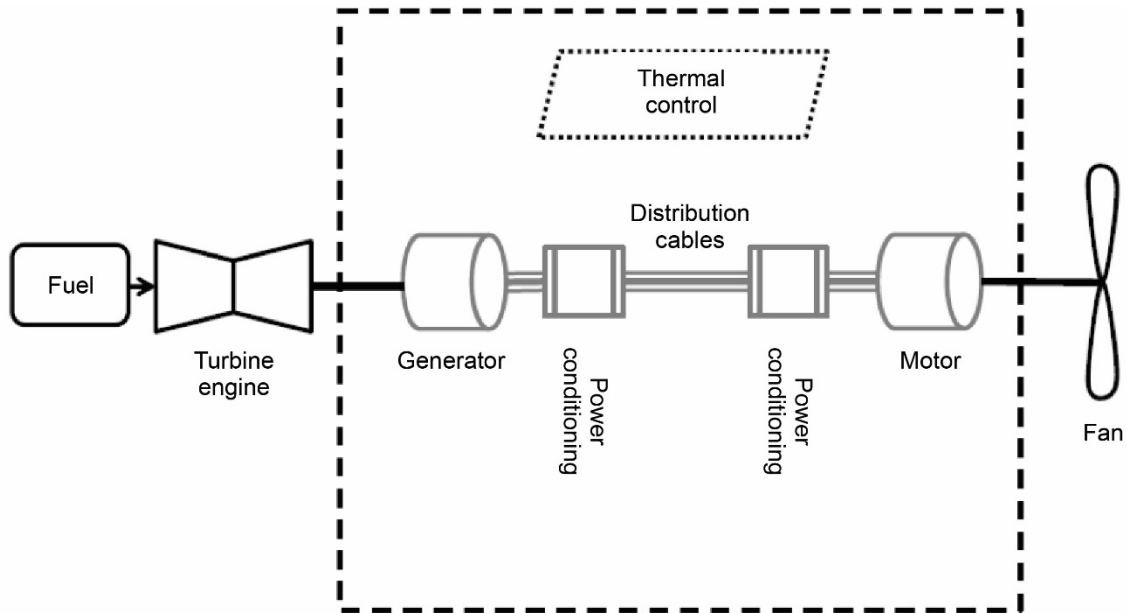 Thermal
control
Distribution
cables
Fuel
Turbine
engine
Generator
Power
conditioning
Power
conditioning
Motor
Fan